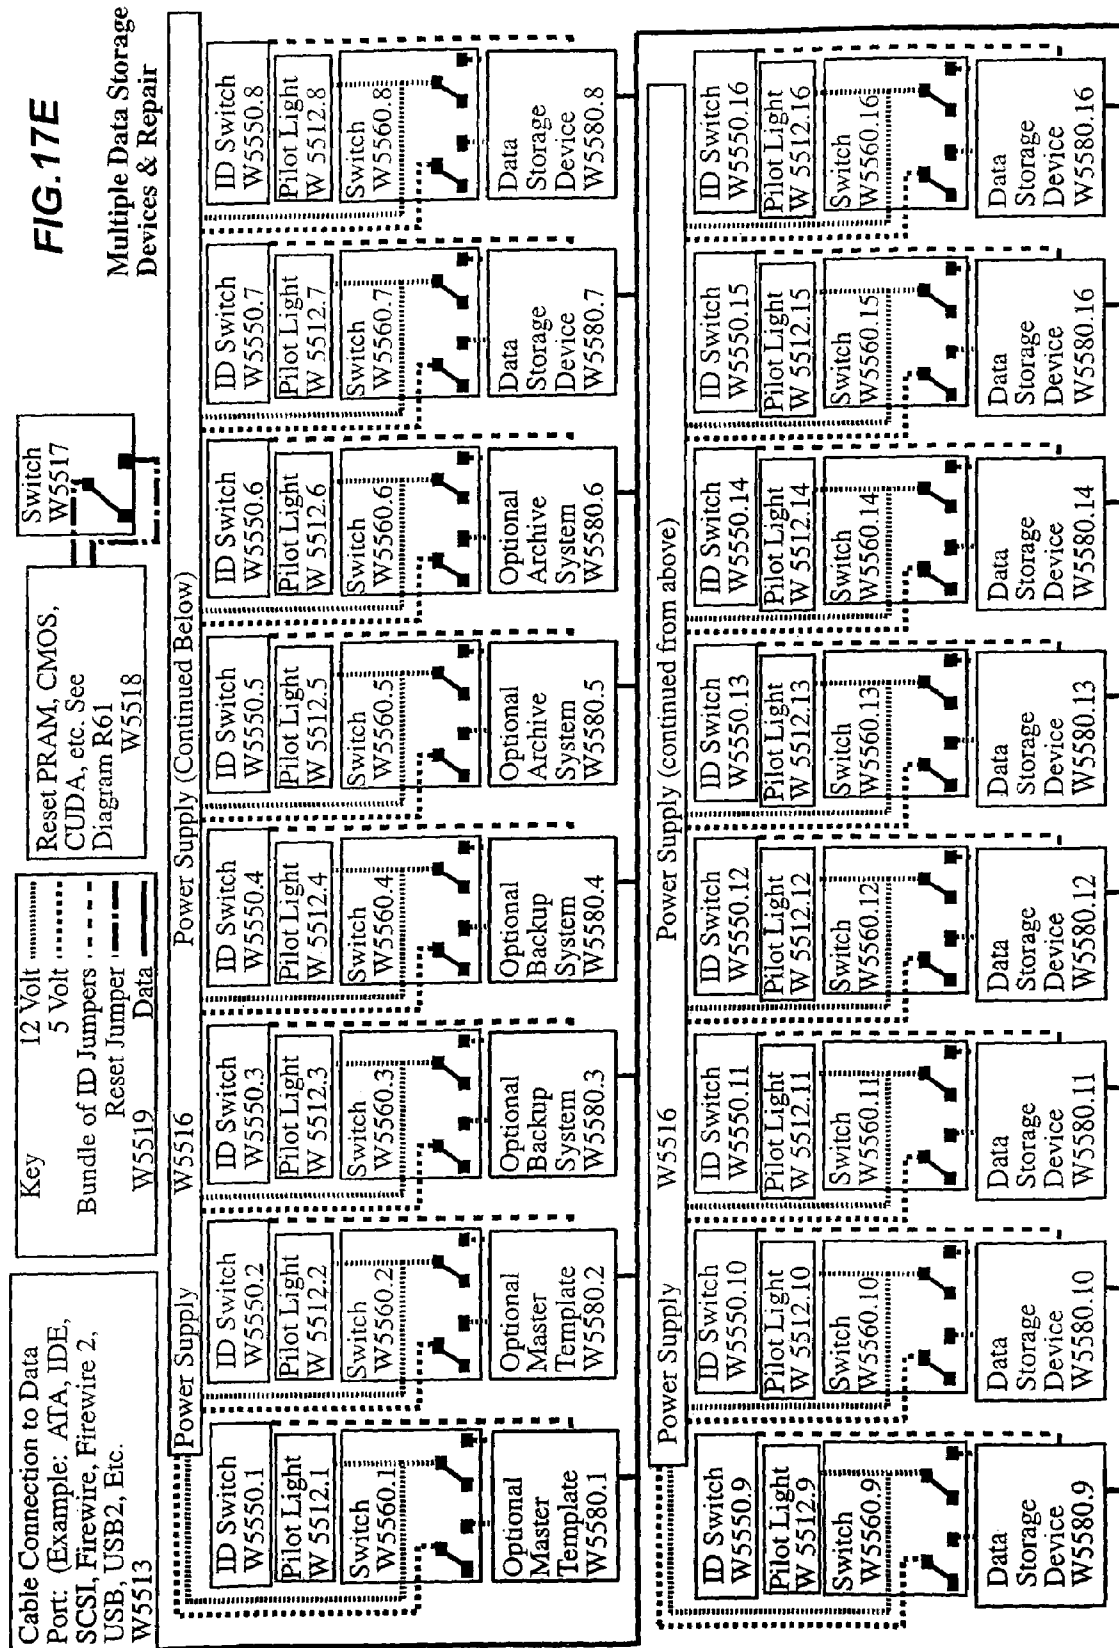 FIG.17E
Multiple Data Storage
Devices & Repair
Cable Connection to Data
Port: (Example: ATA, IDE,
SCSI, Firewire, Firewire 2,
USB, USB2, Etc.
W5513
Key
12 Volt
5 Volt
Bundle of ID Jumpers
Reset Jumper
W5519
Data
Reset PRAM, CMOS,
CUDA, etc. See
Diagram R61
W5518
Switch
W5517
Power Supply
W5516
Power Supply (Continued Below)
ID Switch
W5550.1
Pilot Light
W 5512.1
Switch
W5560.1
Optional
Master
Template
W5580.1
ID Switch
W5550.2
Pilot Light
W 5512.2
Switch
W5560.2
Optional
Master
Template
W5580.2
ID Switch
W5550.3
Pilot Light
W 5512.3
Switch
W5560.3
Optional
Backup
System
W5580.3
ID Switch
W5550.4
Pilot Light
W 5512.4
Switch
W5560.4
Optional
Backup
System
W5580.4
ID Switch
W5550.5
Pilot Light
W 5512.5
Switch
W5560.5
Optional
Archive
System
W5580.5
ID Switch
W5550.6
Pilot Light
W 5512.6
Switch
W5560.6
Optional
Archive
System
W5580.6
ID Switch
W5550.7
Pilot Light
W 5512.7
Switch
W5560.7
Data
Storage
Device
W5580.7
ID Switch
W5550.8
Pilot Light
W 5512.8
Switch
W5560.8
Data
Storage
Device
W5580.8
Power Supply
W5516
Power Supply (continued from above)
ID Switch
W5550.9
Pilot Light
W 5512.9
Switch
W5560.9
Data
Storage
Device
W5580.9
ID Switch
W5550.10
Pilot Light
W 5512.10
Switch
W5560.10
Data
Storage
Device
W5580.10
ID Switch
W5550.11
Pilot Light
W 5512.11
Switch
W5560.11
Data
Storage
Device
W5580.11
ID Switch
W5550.12
Pilot Light
W 5512.12
Switch
W5560.12
Data
Storage
Device
W5580.12
ID Switch
W5550.13
Pilot Light
W 5512.13
Switch
W5560.13
Data
Storage
Device
W5580.13
ID Switch
W5550.14
Pilot Light
W 5512.14
Switch
W5560.14
Data
Storage
Device
W5580.14
ID Switch
W5550.15
Pilot Light
W 5512.15
Switch
W5560.15
Data
Storage
Device
W5580.16
ID Switch
W5550.16
Pilot Light
W 5512.16
Switch
W5560.16
Data
Storage
Device
W5580.16